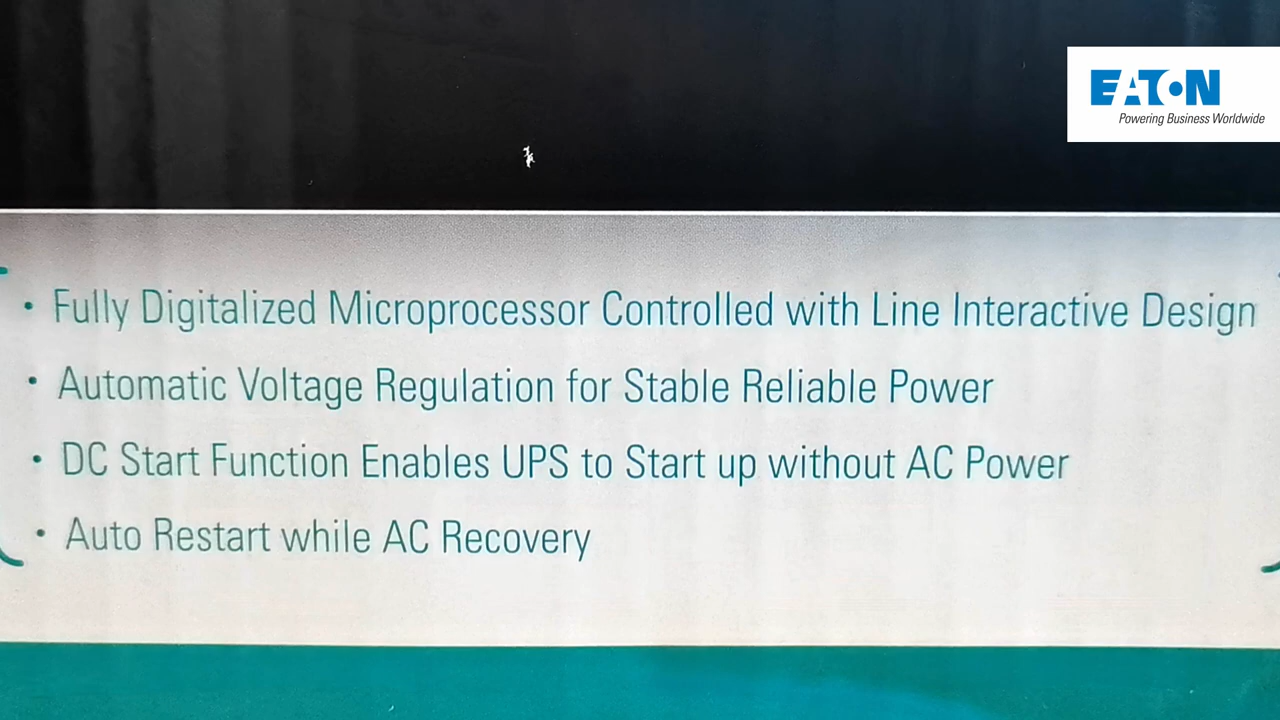 EATON
Powering Business Worldwide
• Fully Digitalized Microprocessor Controlled with Line Interactive Design
• Automatic Voltage Regulation for Stable Reliable Power
• DC Start Function Enables UPS to Start up without AC Power
• Auto Restart while AC Recovery